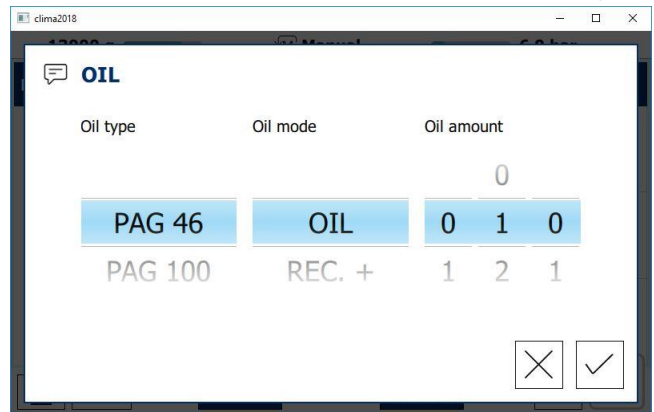 clima2018
OIL
Oil type Oil mode Oil amount
0
PAG 46 OIL 0 1 0
PAG 100 REC. + 1 2 1